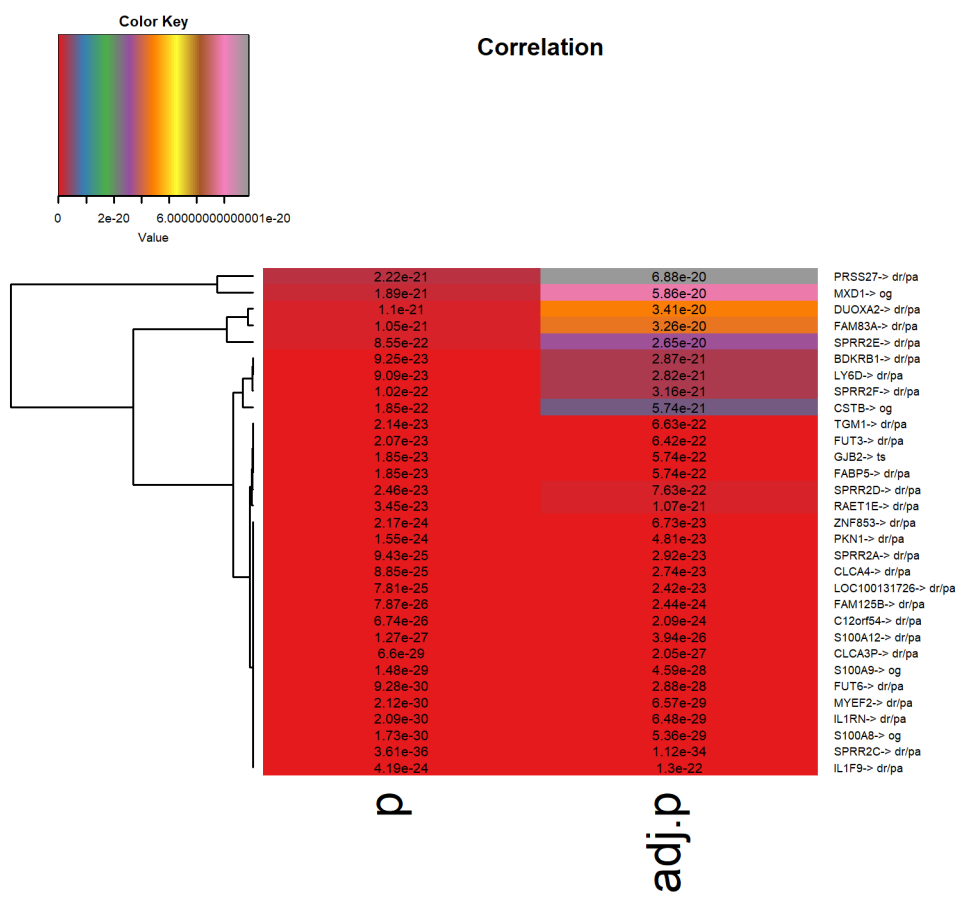 Color Key
Correlation
0 2e-20 6.00000000000001e-20
Value
2.22e-21 6.88e-20 PRSS27-> dr/pa
1.89e-21 5.86e-20 MXD1-> og
1.1e-21 3.41e-20 DUOXA2-> dr/pa
1.05e-21 3.26e-20 FAM83A-> dr/pa
8.55e-22 2.65e-20 SPRR2E-> dr/pa
9.25e-23 2.87e-21 BDKRB1-> dr/pa
9.09e-23 2.82e-21 LY6D-> dr/pa
1.02e-22 3.16e-21 SPRR2F-> dr/pa
1.85e-22 5.74e-21 CSTB-> og
2.14e-23 6.63e-22 TGM1-> dr/pa
2.07e-23 6.42e-22 FUT3-> dr/pa
1.85e-23 5.74e-22 GJB2-> ts
1.85e-23 5.74e-22 FABP5-> dr/pa
2.46e-23 7.63e-22 SPRR2D-> dr/pa
3.45e-23 1.07e-21 RAET1E-> dr/pa
2.17e-24 6.73e-23 ZNF853-> dr/pa
1.55e-24 4.81e-23 PKN1-> dr/pa
9.43e-25 2.92e-23 SPRR2A-> dr/pa
8.85e-25 2.74e-23 CLCA4-> dr/pa
7.81e-25 2.42e-23 LOC100131726-> dr/pa
7.87e-26 2.44e-24 FAM125B-> dr/pa
6.74e-26 2.09e-24 C12orf54-> dr/pa
1.27e-27 3.94e-26 S100A12-> dr/pa
6.6e-29 2.05e-27 CLCA3P-> dr/pa
1.48e-29 4.59e-28 S100A9-> og
9.28e-30 2.88e-28 FUT6-> dr/pa
2.12e-30 6.57e-29 MYEF2-> dr/pa
2.09e-30 6.48e-29 IL1RN-> dr/pa
1.73e-30 5.36e-29 S100A8-> og
3.61e-36 1.12e-34 SPRR2C-> dr/pa
4.19e-24 1.3e-22 IL1F9-> dr/pa
p adj.p